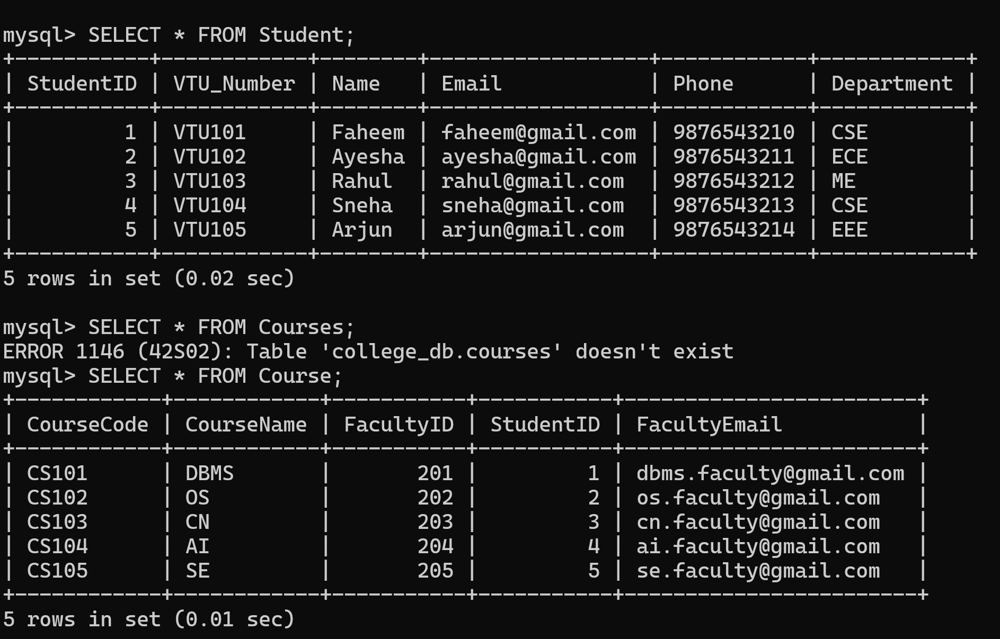 mysql> SELECT * FROM Student;
+-----------+------------+--------+------------------+------------+------------+
| StudentID | VTU_Number | Name   | Email            | Phone      | Department |
+-----------+------------+--------+------------------+------------+------------+
|         1 | VTU101     | Faheem | faheem@gmail.com | 9876543210 | CSE        |
|         2 | VTU102     | Ayesha | ayesha@gmail.com | 9876543211 | ECE        |
|         3 | VTU103     | Rahul  | rahul@gmail.com  | 9876543212 | ME         |
|         4 | VTU104     | Sneha  | sneha@gmail.com  | 9876543213 | CSE        |
|         5 | VTU105     | Arjun  | arjun@gmail.com  | 9876543214 | EEE        |
+-----------+------------+--------+------------------+------------+------------+
5 rows in set (0.02 sec)

mysql> SELECT * FROM Courses;
ERROR 1146 (42S02): Table 'college_db.courses' doesn't exist
mysql> SELECT * FROM Course;
+------------+------------+-----------+-----------+------------------------+
| CourseCode | CourseName | FacultyID | StudentID | FacultyEmail           |
+------------+------------+-----------+-----------+------------------------+
| CS101      | DBMS       |       201 |         1 | dbms.faculty@gmail.com |
| CS102      | OS         |       202 |         2 | os.faculty@gmail.com   |
| CS103      | CN         |       203 |         3 | cn.faculty@gmail.com   |
| CS104      | AI         |       204 |         4 | ai.faculty@gmail.com   |
| CS105      | SE         |       205 |         5 | se.faculty@gmail.com   |
+------------+------------+-----------+-----------+------------------------+
5 rows in set (0.01 sec)